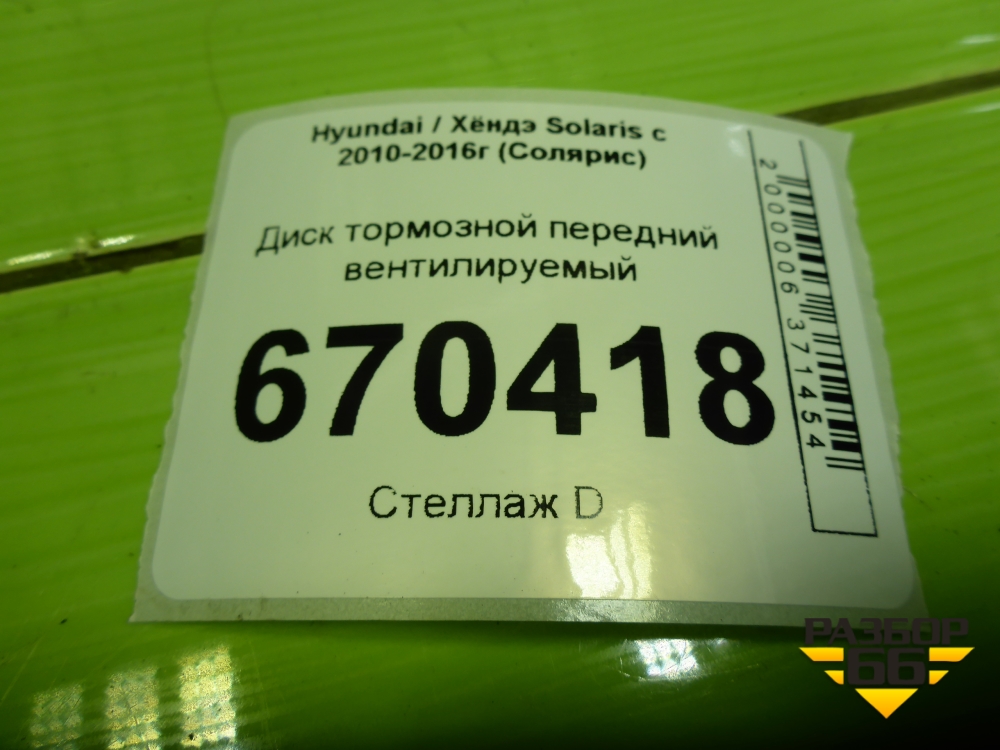 Hyundai / Хёндэ Solaris с
2010-2016г (Солярис)
Диск тормозной передний
вентилируемый
670418
Стеллаж D
2000006371454
РАЗБОР
66